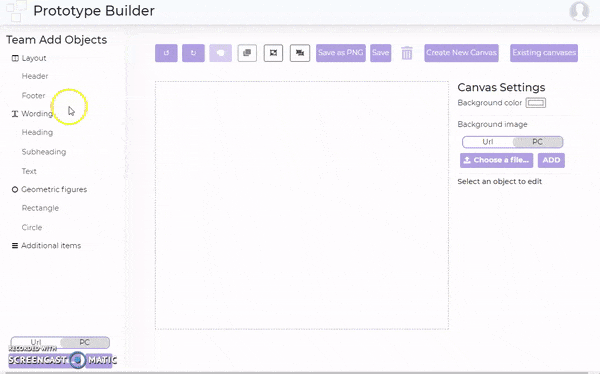 Prototype Builder
Team Add Objects
Layout
Header
Footer
Wording
Heading
Subheading
Text
Geometric figures
Rectangle
Circle
Additional items
Url PC
RECORDED WITH
SCREENCAST MATIC
Save as PNG Save Create New Canvas Existing canvases
Canvas Settings
Background color
Background image
Url PC
Choose a file... ADD
Select an object to edit